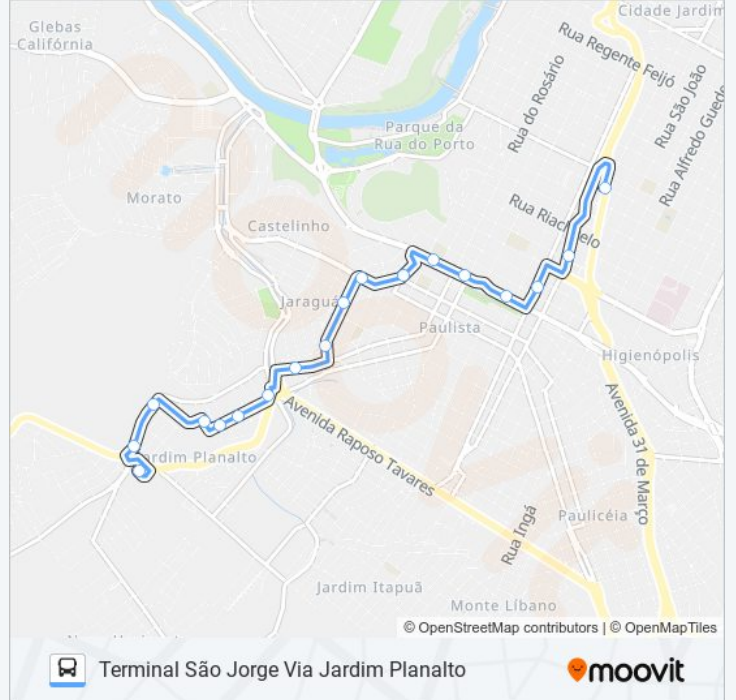 Cidade Jardim
Glebas
Califórnia
Rua Regente Feijó
Rua do Rosário
Rua São João
Rua Alfredo Guede
Parque da
Rua do Porto
Morato
Rua Riachuelo
Castelinho
Jaraguá
Paulista
Higienópolis
Avenida 31 de Março
Avenida Raposo Tavares
Jardim Planalto
Rua Ingá
Paulicéia
Jardim Itapuã
Monte Líbano
© OpenStreetMap contributors | © OpenMapTiles
Terminal São Jorge Via Jardim Planalto
moovit